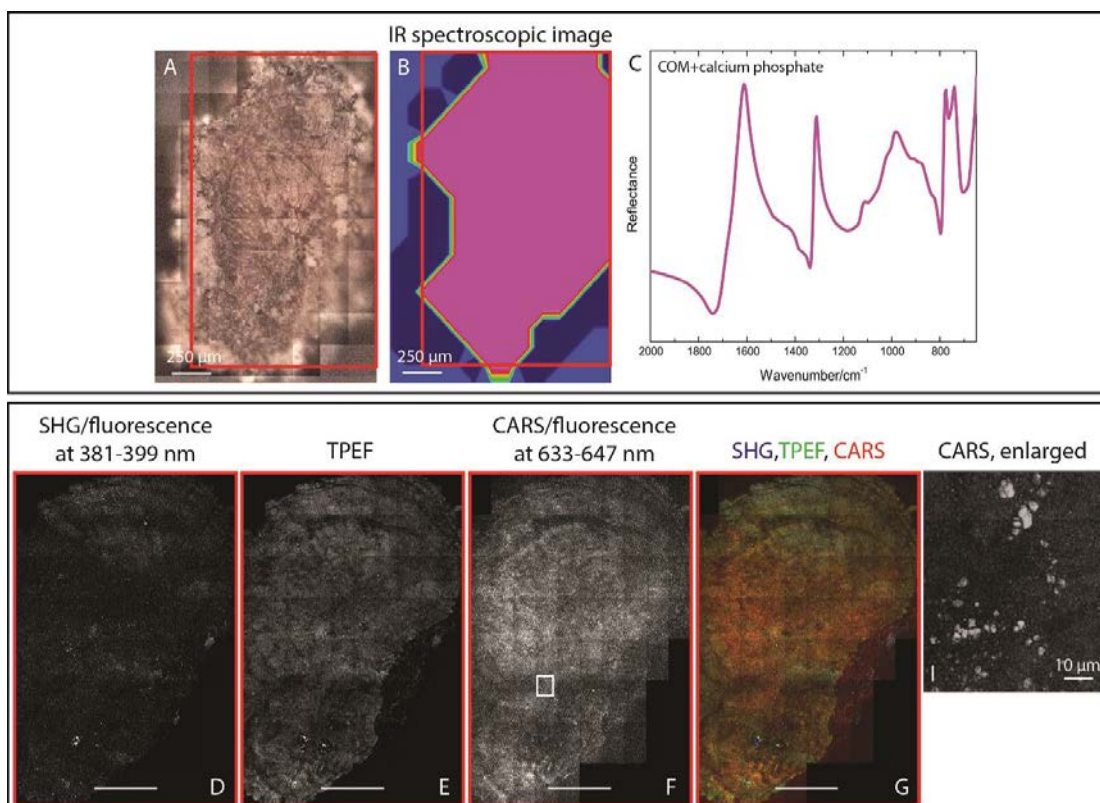 IR spectroscopic image
A
250 µm
B
250 µm
C
COM+calcium phosphate
Reflectance
2000 1800 1600 1400 1200 1000 800
Wavenumber/cm⁻¹
SHG/fluorescence
at 381-399 nm
D
TPEF
E
CARS/fluorescence
at 633-647 nm
F
SHG,TPEF, CARS
G
CARS, enlarged
I
10 µm